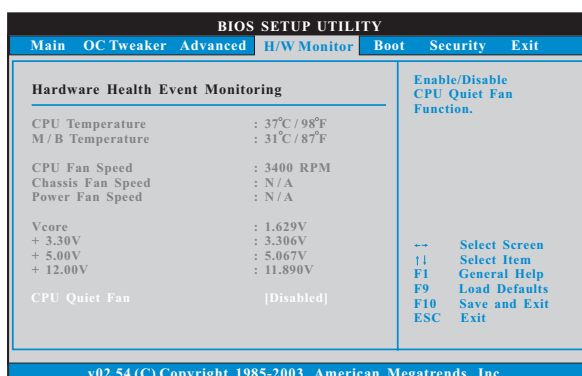 BIOS SETUP UTILITY
Main OC Tweaker Advanced H/W Monitor Boot Security Exit
Hardware Health Event Monitoring
CPU Temperature : 37°C / 98°F
M / B Temperature : 31°C / 87°F
CPU Fan Speed : 3400 RPM
Chassis Fan Speed : N / A
Power Fan Speed : N / A
Vcore : 1.629V
+ 3.30V : 3.306V
+ 5.00V : 5.067V
+ 12.00V : 11.890V
CPU Quiet Fan [Disabled]
Enable/Disable
CPU Quiet Fan
Function.
←→ Select Screen
↑↓ Select Item
F1 General Help
F9 Load Defaults
F10 Save and Exit
ESC Exit
v02.54 (C) Copyright 1985-2003, American Megatrends, Inc.